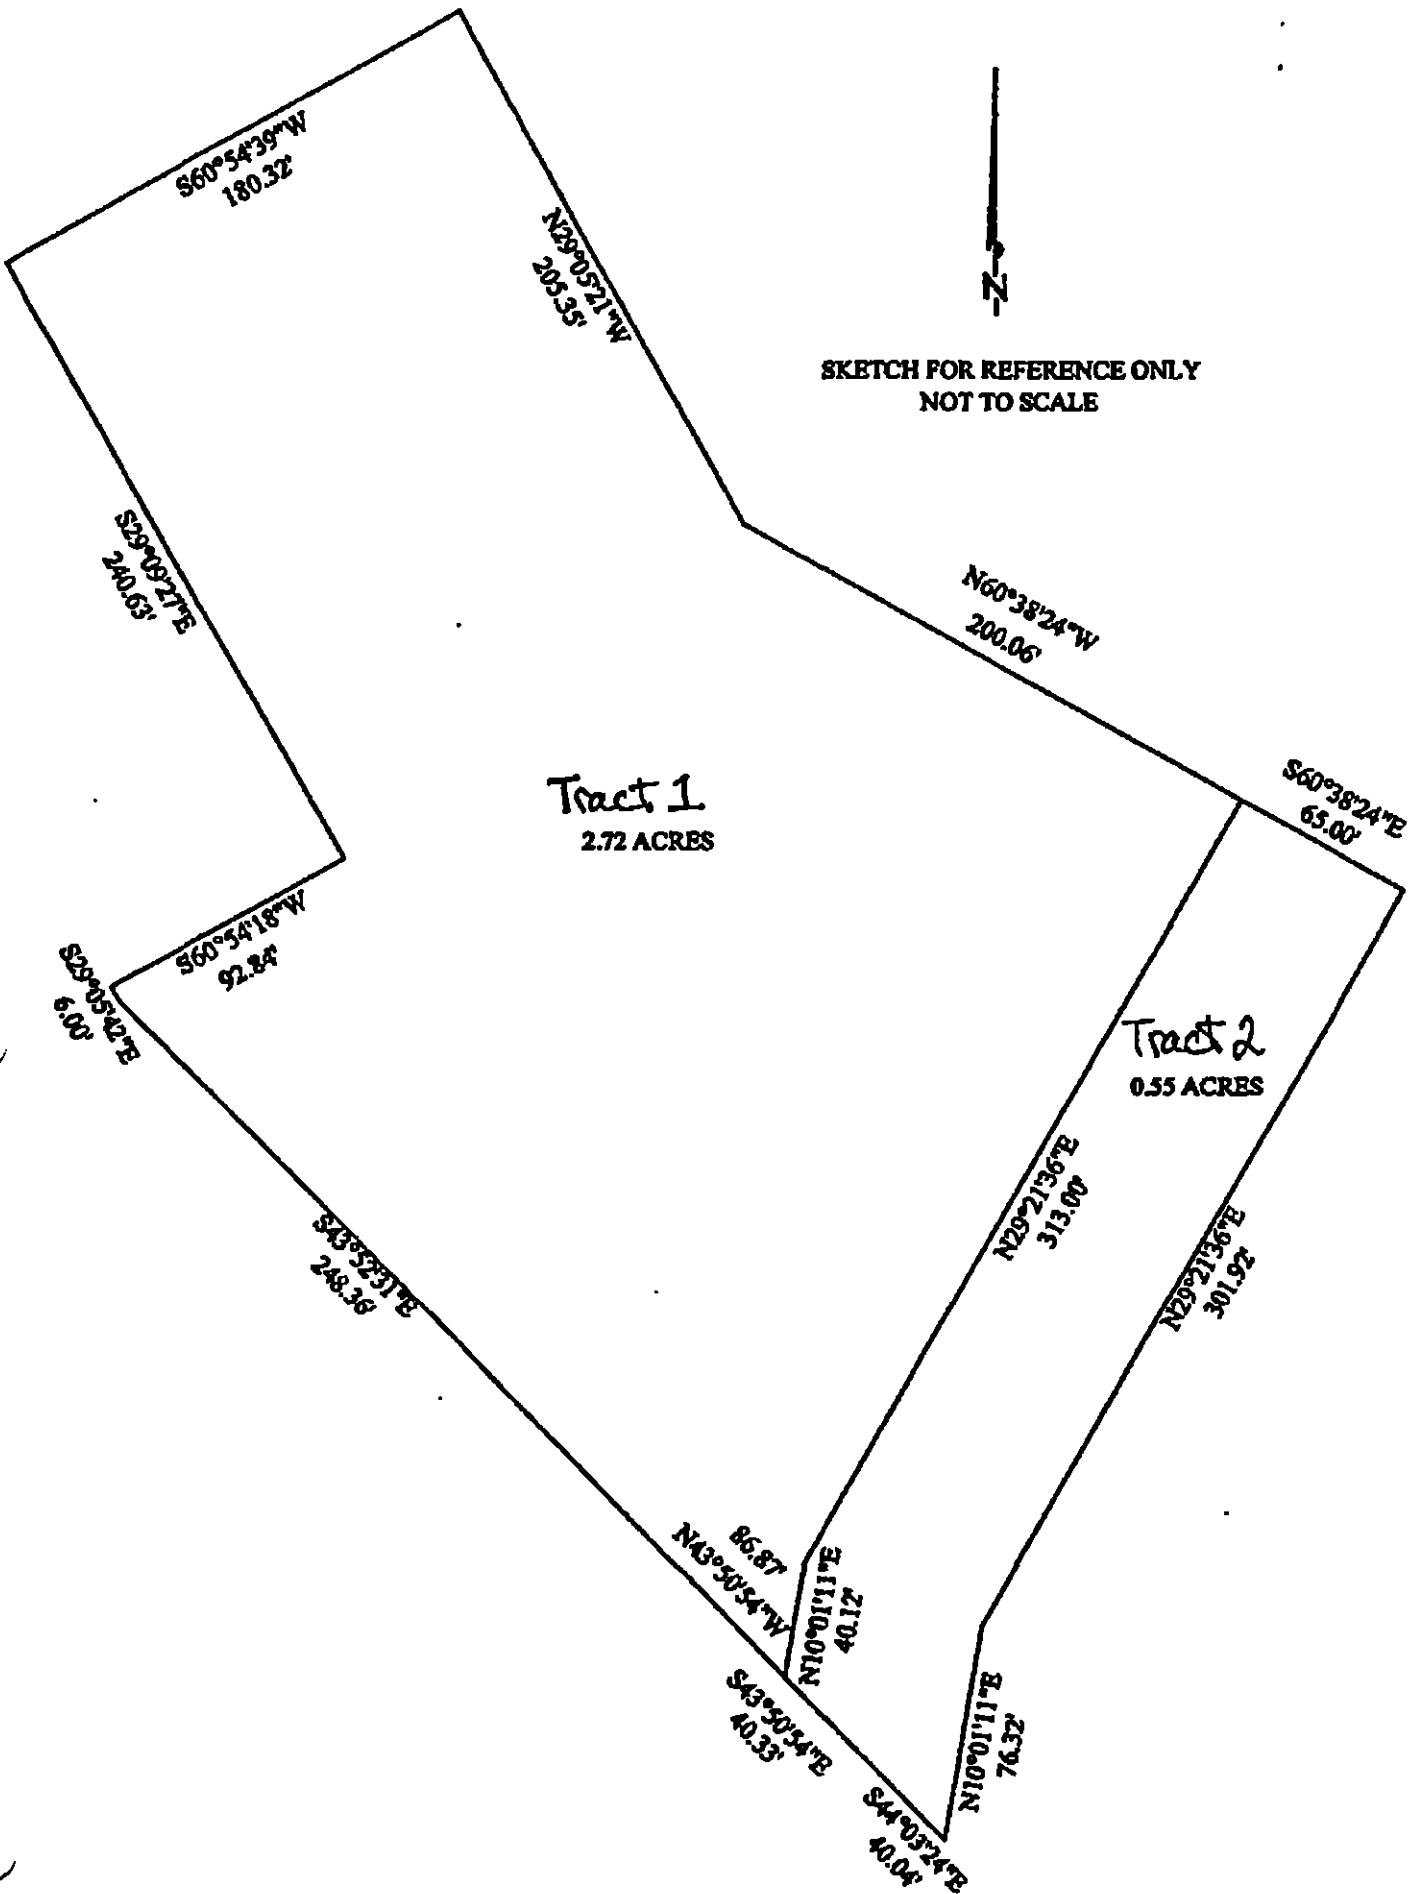 S60°54'39"W
180.32'
N29°05'21"W
205.35'
N
SKETCH FOR REFERENCE ONLY
NOT TO SCALE
S29°09'27"E
240.63'
N60°38'24"W
200.06'
S60°38'24"E
65.00'
Tract 1
2.72 ACRES
S60°54'18"W
92.84'
S29°05'42"E
6.00'
Tract 2
0.55 ACRES
N29°21'36"E
313.00'
N29°21'36"E
301.92'
S43°52'31"E
248.36'
86.87'
N43°50'54"W
N10°01'11"E
40.12'
S43°50'54"E
40.33'
N10°01'11"E
76.32'
S44°03'24"E
40.04'